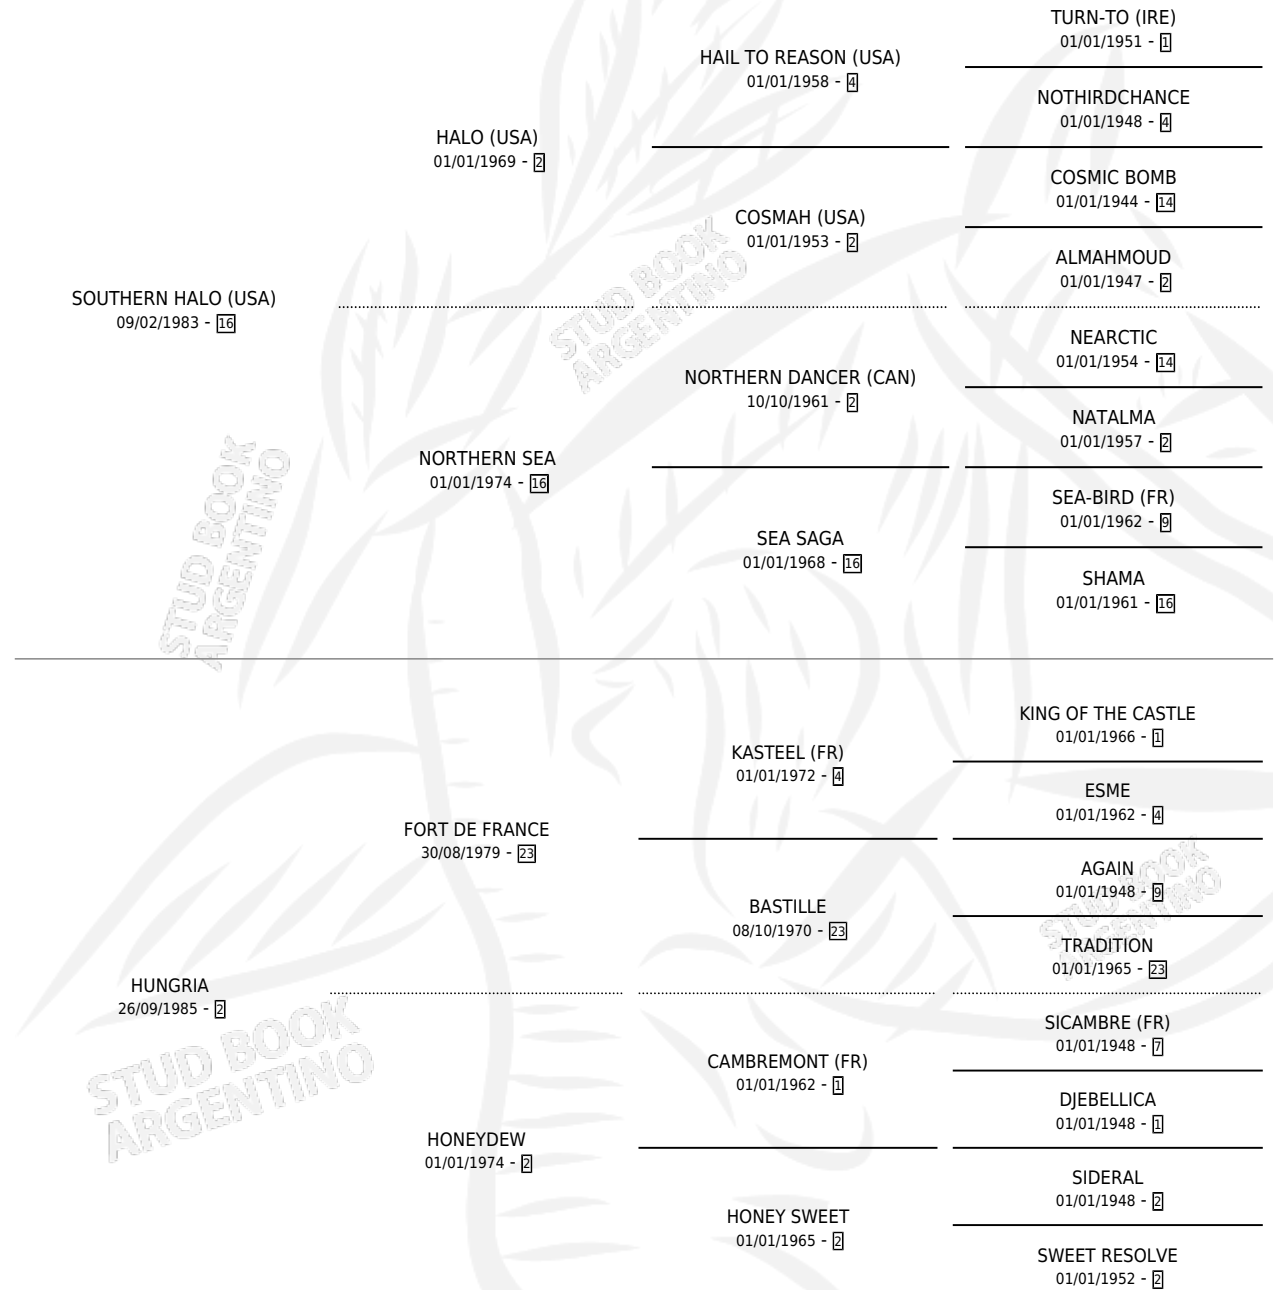 TURN-TO (IRE)
01/01/1951 - 1
HAIL TO REASON (USA)
01/01/1958 - 4
NOTHIRDCHANCE
01/01/1948 - 4
HALO (USA)
01/01/1969 - 2
COSMIC BOMB
01/01/1944 - 14
COSMAH (USA)
01/01/1953 - 2
ALMAHMOUD
01/01/1947 - 2
SOUTHERN HALO (USA)
09/02/1983 - 16
NEARCTIC
01/01/1954 - 14
NORTHERN DANCER (CAN)
10/10/1961 - 2
NATALMA
01/01/1957 - 2
NORTHERN SEA
01/01/1974 - 16
SEA-BIRD (FR)
01/01/1962 - 9
SEA SAGA
01/01/1968 - 16
SHAMA
01/01/1961 - 16
KING OF THE CASTLE
01/01/1966 - 1
KASTEEL (FR)
01/01/1972 - 4
ESME
01/01/1962 - 4
FORT DE FRANCE
30/08/1979 - 23
AGAIN
01/01/1948 - 9
BASTILLE
08/10/1970 - 23
TRADITION
01/01/1965 - 23
HUNGRIA
26/09/1985 - 2
SICAMBRE (FR)
01/01/1948 - 7
CAMBREMONT (FR)
01/01/1962 - 1
DJEBELLICA
01/01/1948 - 1
HONEYDEW
01/01/1974 - 2
SIDERAL
01/01/1948 - 2
HONEY SWEET
01/01/1965 - 2
SWEET RESOLVE
01/01/1952 - 2
STUD BOOK
ARGENTINO
STUD BOOK
ARGENTINO
STUD BOOK
ARGENTINO
STUD BOOK
ARGENTINO